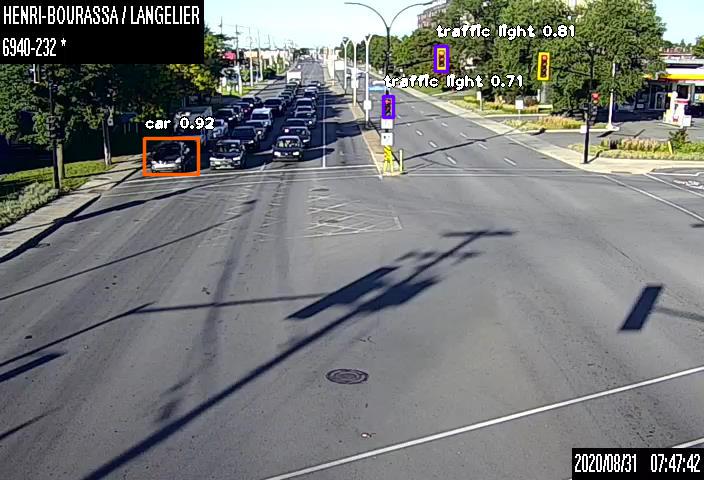 HENRI-BOURASSA / LANGELIER
6940-232 *
traffic light 0.81
traffic light 0.71
car 0.92
2020/08/31 07:47:42